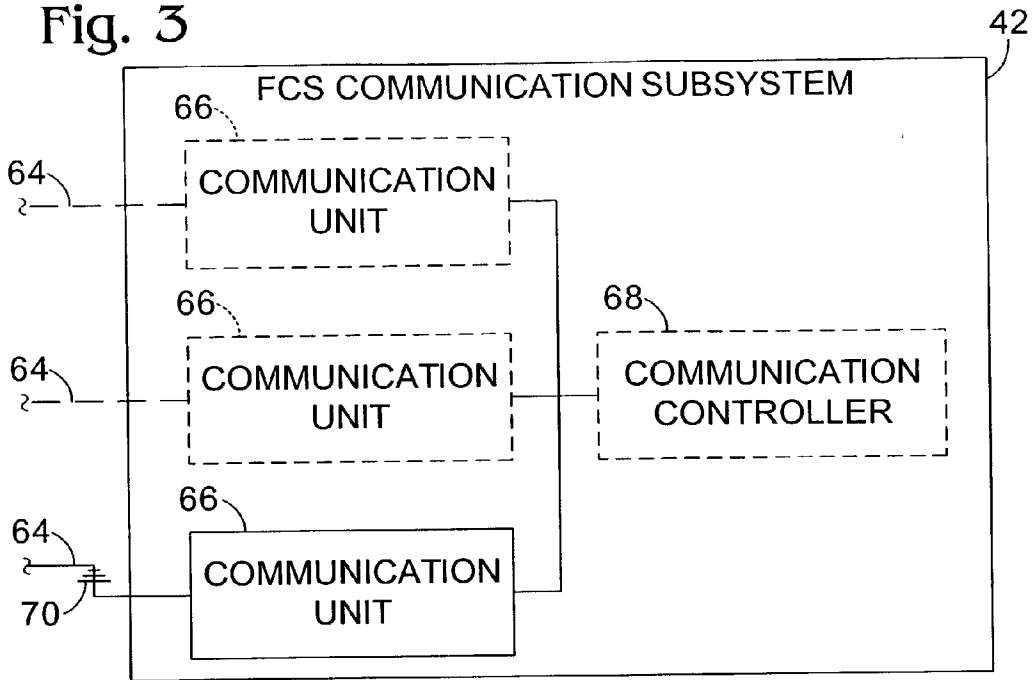 Fig. 3
42
FCS COMMUNICATION SUBSYSTEM
66
64
COMMUNICATION
UNIT
66
68
64
COMMUNICATION
UNIT
COMMUNICATION
CONTROLLER
66
64
COMMUNICATION
UNIT
70